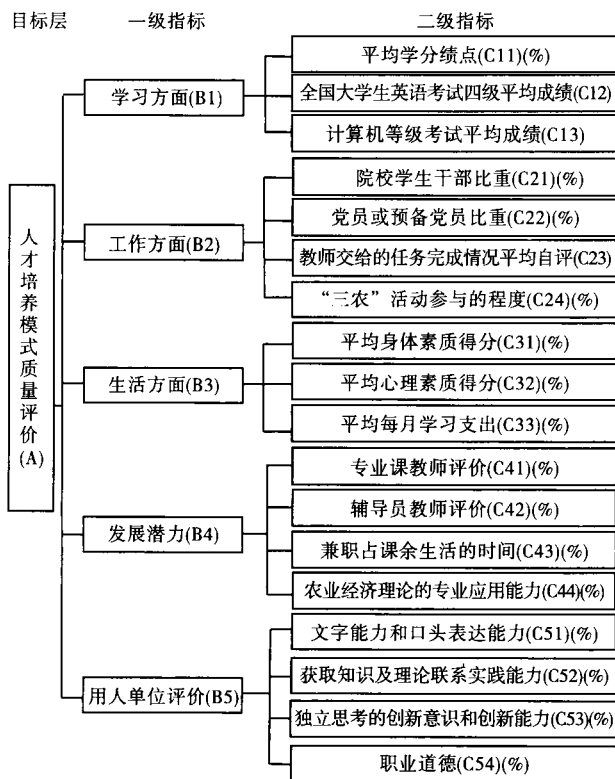 目标层 一级指标 二级指标
人才培养模式质量评价(A)
学习方面(B1)
平均学分绩点(C11)(%)
全国大学生英语考试四级平均成绩(C12)
计算机等级考试平均成绩(C13)
工作方面(B2)
院校学生干部比重(C21)(%)
党员或预备党员比重(C22)(%)
教师交给的任务完成情况平均自评(C23)
“三农”活动参与的程度(C24)(%)
生活方面(B3)
平均身体素质得分(C31)(%)
平均心理素质得分(C32)(%)
平均每月学习支出(C33)(%)
发展潜力(B4)
专业课教师评价(C41)(%)
辅导员教师评价(C42)(%)
兼职占课余生活的时间(C43)(%)
农业经济理论的专业应用能力(C44)(%)
用人单位评价(B5)
文字能力和口头表达能力(C51)(%)
获取知识及理论联系实践能力(C52)(%)
独立思考的创新意识和创新能力(C53)(%)
职业道德(C54)(%)